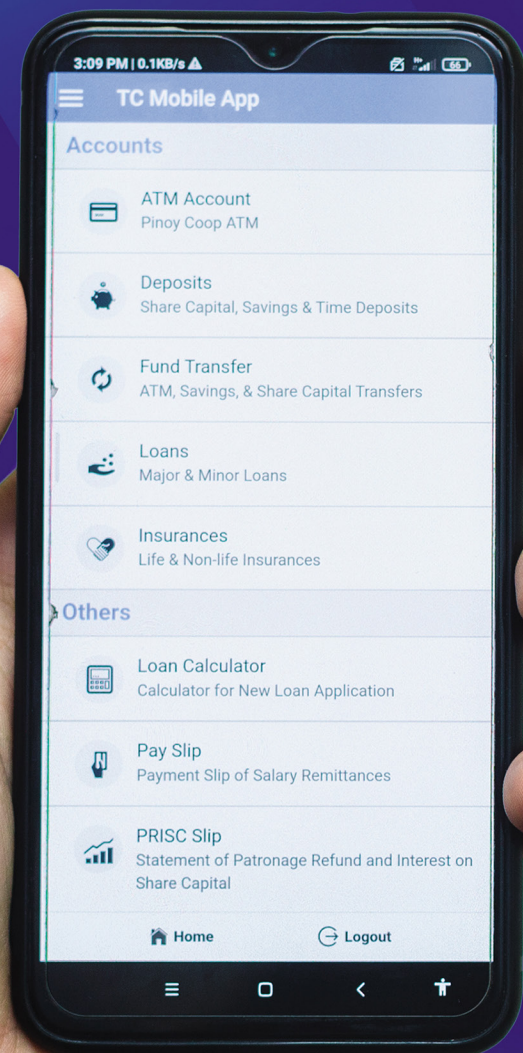 3:09 PM | 0.1KB/s
66
TC Mobile App
Accounts
ATM Account
Pinoy Coop ATM
Deposits
Share Capital, Savings & Time Deposits
Fund Transfer
ATM, Savings, & Share Capital Transfers
Loans
Major & Minor Loans
Insurances
Life & Non-life Insurances
Others
Loan Calculator
Calculator for New Loan Application
Pay Slip
Payment Slip of Salary Remittances
PRISC Slip
Statement of Patronage Refund and Interest on
Share Capital
Home Logout